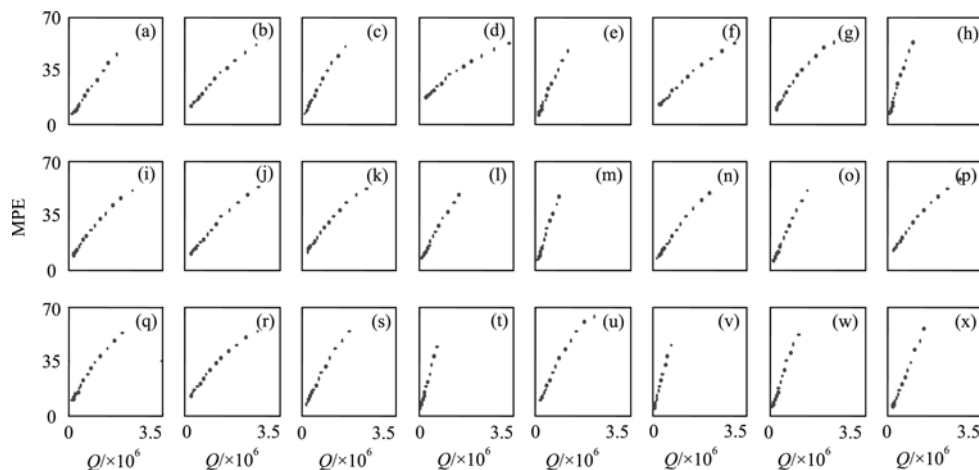 70 (a) (b) (c) (d) (e) (f) (g) (h)
35
0
70 (i) (j) (k) (l) (m) (n) (o) (p)
MPE 35
0
70 (q) (r) (s) (t) (u) (v) (w) (x)
35
0
0 3.5 0 3.5 0 3.5 0 3.5 0 3.5 0 3.5 0 3.5 0 3.5
Q/×10⁶ Q/×10⁶ Q/×10⁶ Q/×10⁶ Q/×10⁶ Q/×10⁶ Q/×10⁶ Q/×10⁶